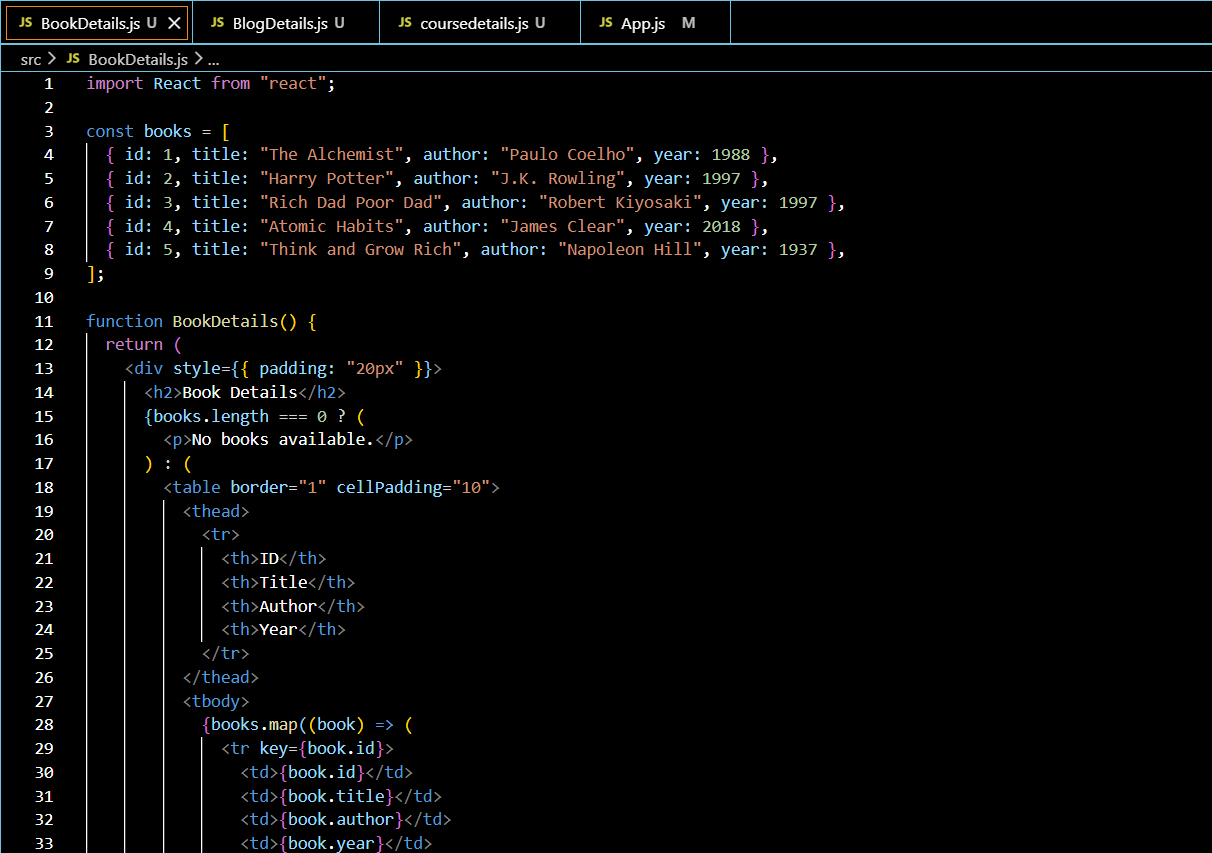 JS BookDetails.js U × JS BlogDetails.js U JS coursedetails.js U JS App.js M
src > JS BookDetails.js > ...
1 import React from "react";
2
3 const books = [
4   { id: 1, title: "The Alchemist", author: "Paulo Coelho", year: 1988 },
5   { id: 2, title: "Harry Potter", author: "J.K. Rowling", year: 1997 },
6   { id: 3, title: "Rich Dad Poor Dad", author: "Robert Kiyosaki", year: 1997 },
7   { id: 4, title: "Atomic Habits", author: "James Clear", year: 2018 },
8   { id: 5, title: "Think and Grow Rich", author: "Napoleon Hill", year: 1937 },
9 ];
10
11 function BookDetails() {
12   return (
13     <div style={{ padding: "20px" }}>
14       <h2>Book Details</h2>
15       {books.length === 0 ? (
16         <p>No books available.</p>
17       ) : (
18         <table border="1" cellPadding="10">
19           <thead>
20             <tr>
21               <th>ID</th>
22               <th>Title</th>
23               <th>Author</th>
24               <th>Year</th>
25             </tr>
26           </thead>
27           <tbody>
28             {books.map((book) => (
29               <tr key={book.id}>
30                 <td>{book.id}</td>
31                 <td>{book.title}</td>
32                 <td>{book.author}</td>
33                 <td>{book.year}</td>